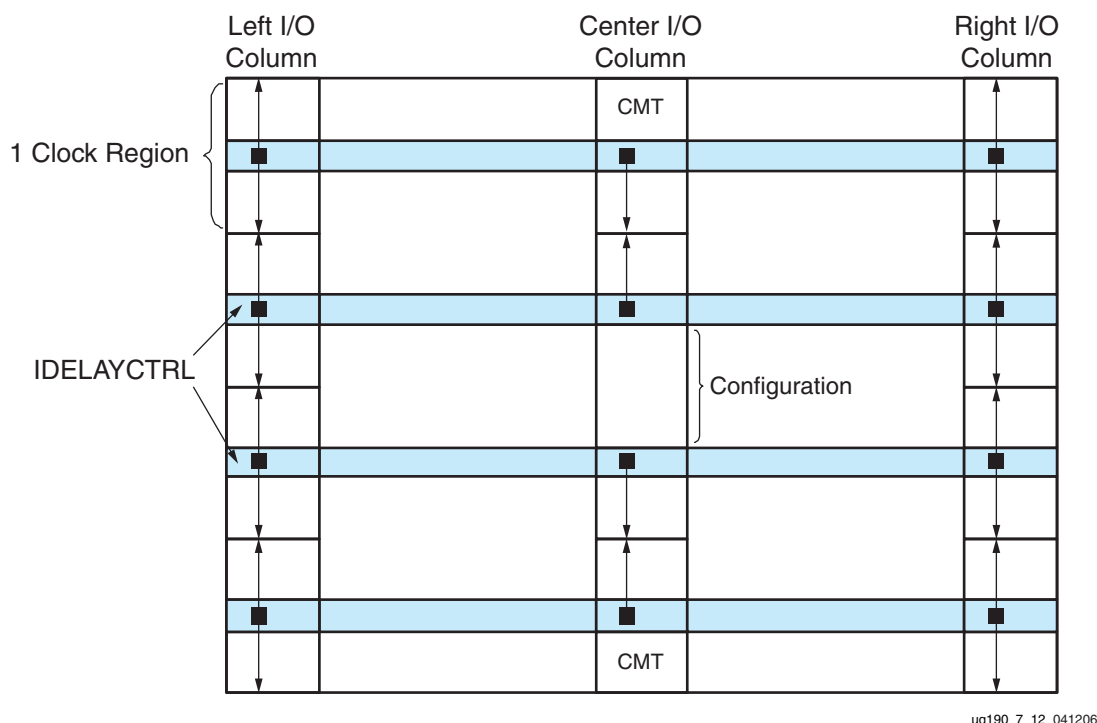 Left I/O
Column
Center I/O
Column
Right I/O
Column
CMT
1 Clock Region
IDELAYCTRL
Configuration
CMT
ug190_7_12_041206